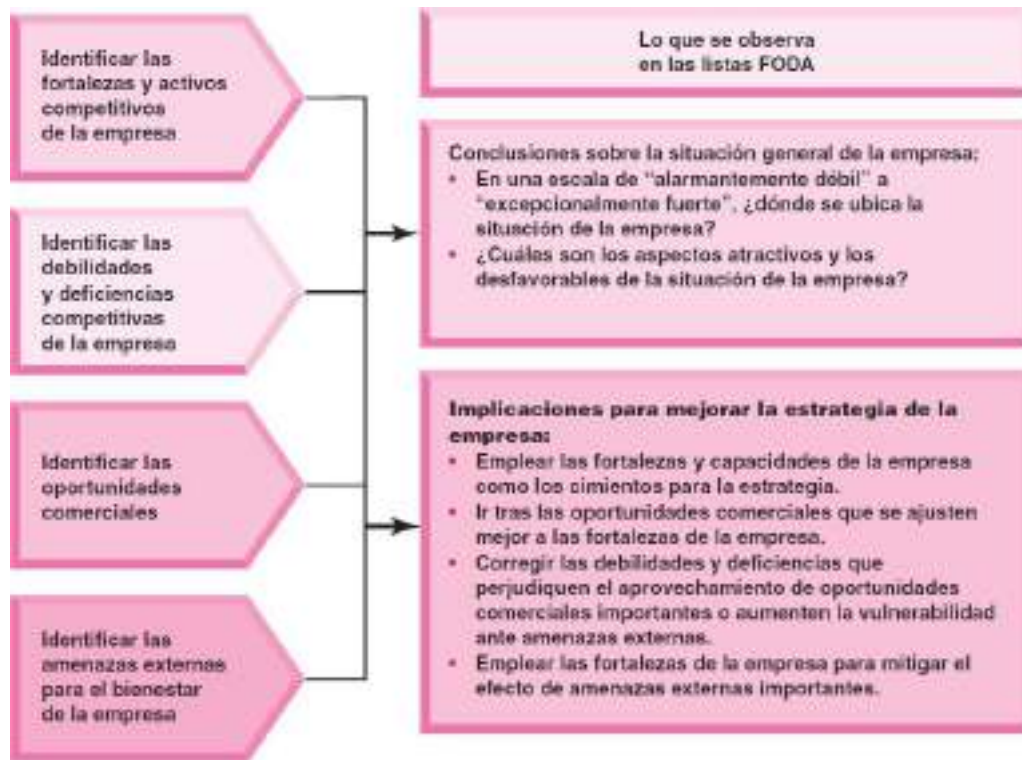 Identificar las
fortalezas y activos
competitivos
de la empresa
Identificar las
debilidades
y deficiencias
competitivas
de la empresa
Identificar las
oportunidades
comerciales
Identificar las
amenazas externas
para el bienestar
de la empresa
Lo que se observa
en las listas FODA
Conclusiones sobre la situación general de la empresa:
• En una escala de “alarmantemente débil” a
“excepcionalmente fuerte”, ¿dónde se ubica la
situación de la empresa?
• ¿Cuáles son los aspectos atractivos y los
desfavorables de la situación de la empresa?
Implicaciones para mejorar la estrategia de la
empresa:
• Emplear las fortalezas y capacidades de la empresa
como los cimientos para la estrategia.
• Ir tras las oportunidades comerciales que se ajusten
mejor a las fortalezas de la empresa.
• Corregir las debilidades y deficiencias que
perjudiquen el aprovechamiento de oportunidades
comerciales importantes o aumenten la vulnerabilidad
ante amenazas externas.
• Emplear las fortalezas de la empresa para mitigar el
efecto de amenazas externas importantes.